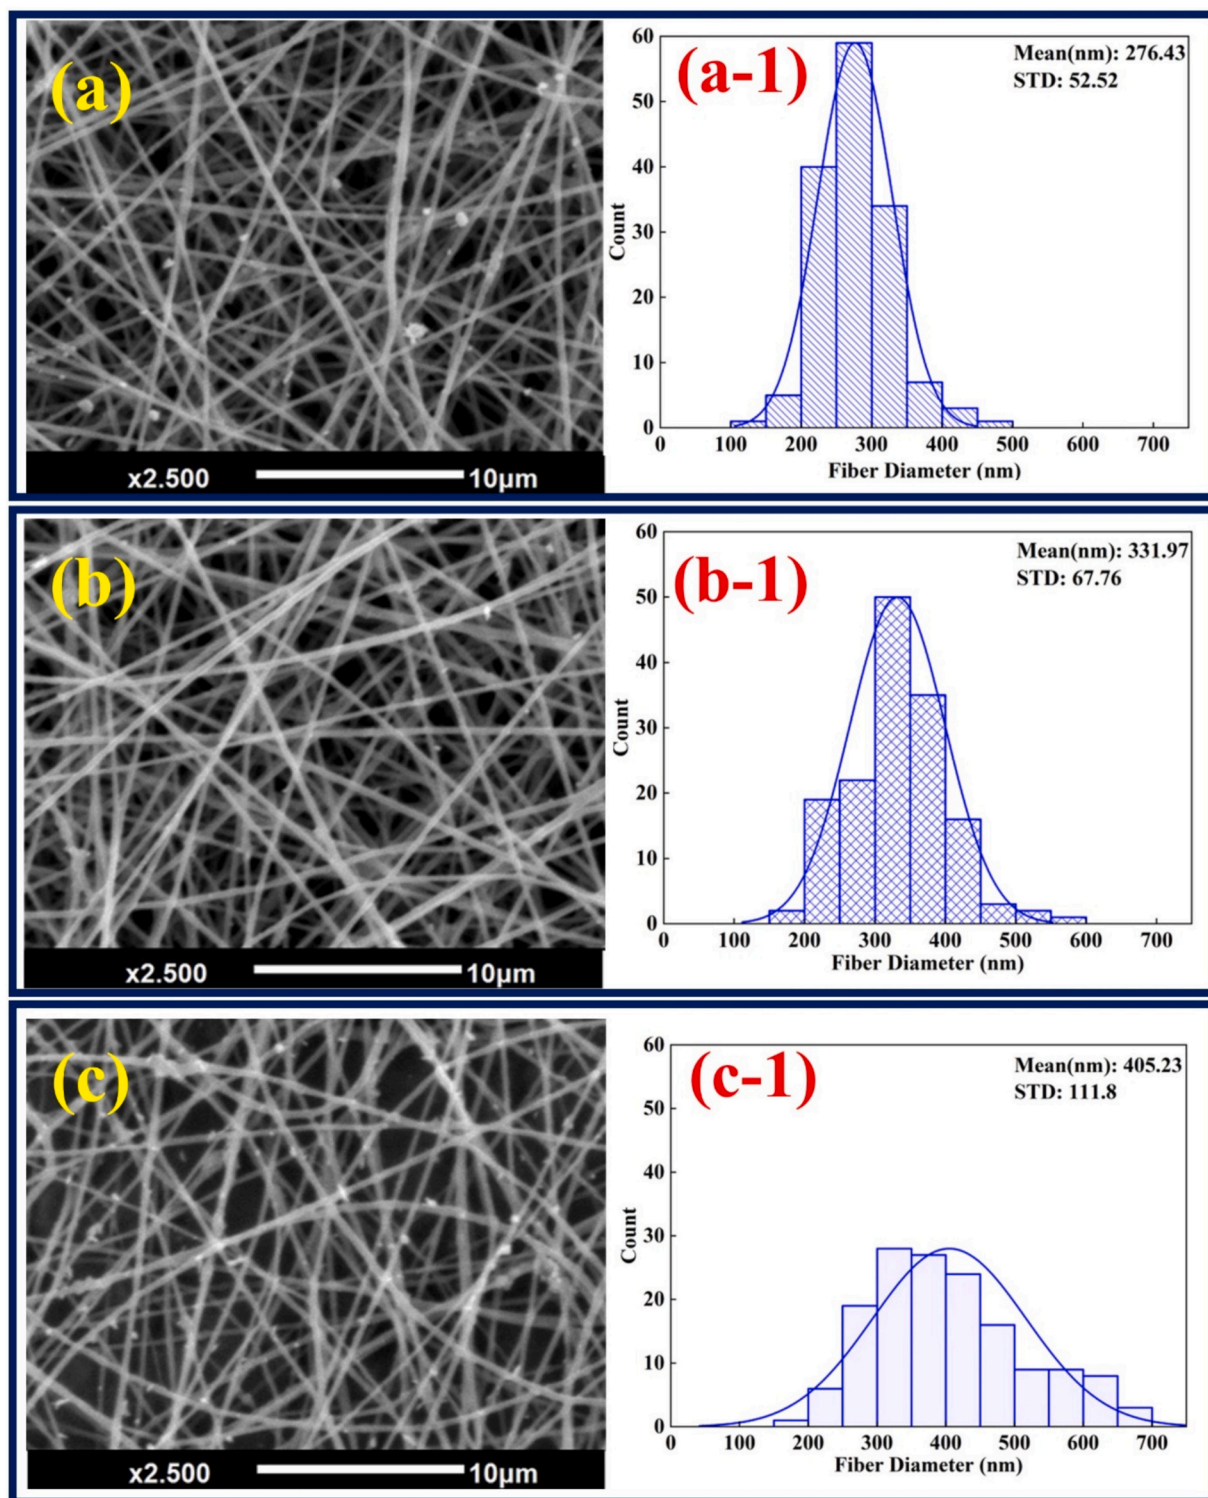 (a)
x2.500 10μm
(a-1)
Mean(nm): 276.43
STD: 52.52
60
50
40
30
20
10
0
Count
0 100 200 300 400 500 600 700
Fiber Diameter (nm)
(b)
x2.500 10μm
(b-1)
Mean(nm): 331.97
STD: 67.76
60
50
40
30
20
10
0
Count
0 100 200 300 400 500 600 700
Fiber Diameter (nm)
(c)
x2.500 10μm
(c-1)
Mean(nm): 405.23
STD: 111.8
60
50
40
30
20
10
0
Count
0 100 200 300 400 500 600 700
Fiber Diameter (nm)